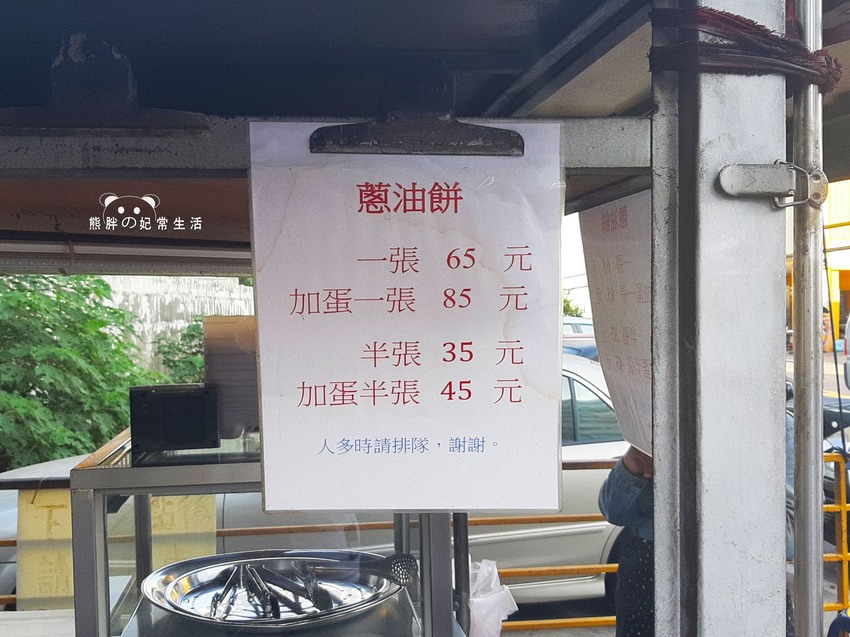 熊胖の妃常生活
蔥油餅
一張 65 元
加蛋一張 85 元
半張 35 元
加蛋半張 45 元
人多時請排隊，謝謝。